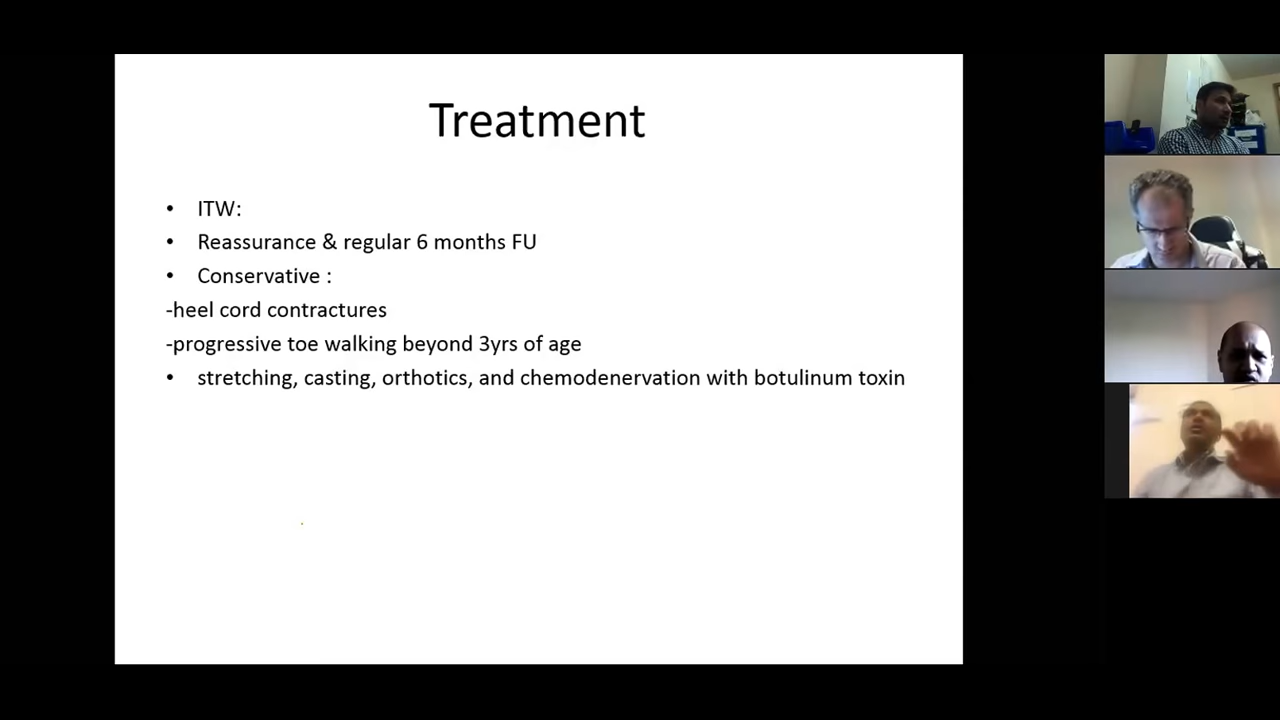 Treatment
• ITW:
• Reassurance & regular 6 months FU
• Conservative :
-heel cord contractures
-progressive toe walking beyond 3yrs of age
• stretching, casting, orthotics, and chemodenervation with botulinum toxin